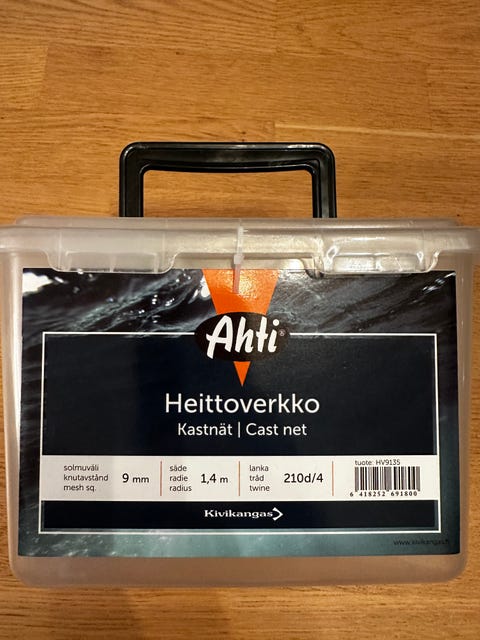 Ahti®
Heittoverkko
Kastnät | Cast net
solmuväli
knutavstånd
mesh sq.
9 mm
säde
radie
radius
1,4 m
lanka
tråd
twine
210d/4
tuote: HV9135
6 418252 691800
Kivikangas
www.kivikangas.fi